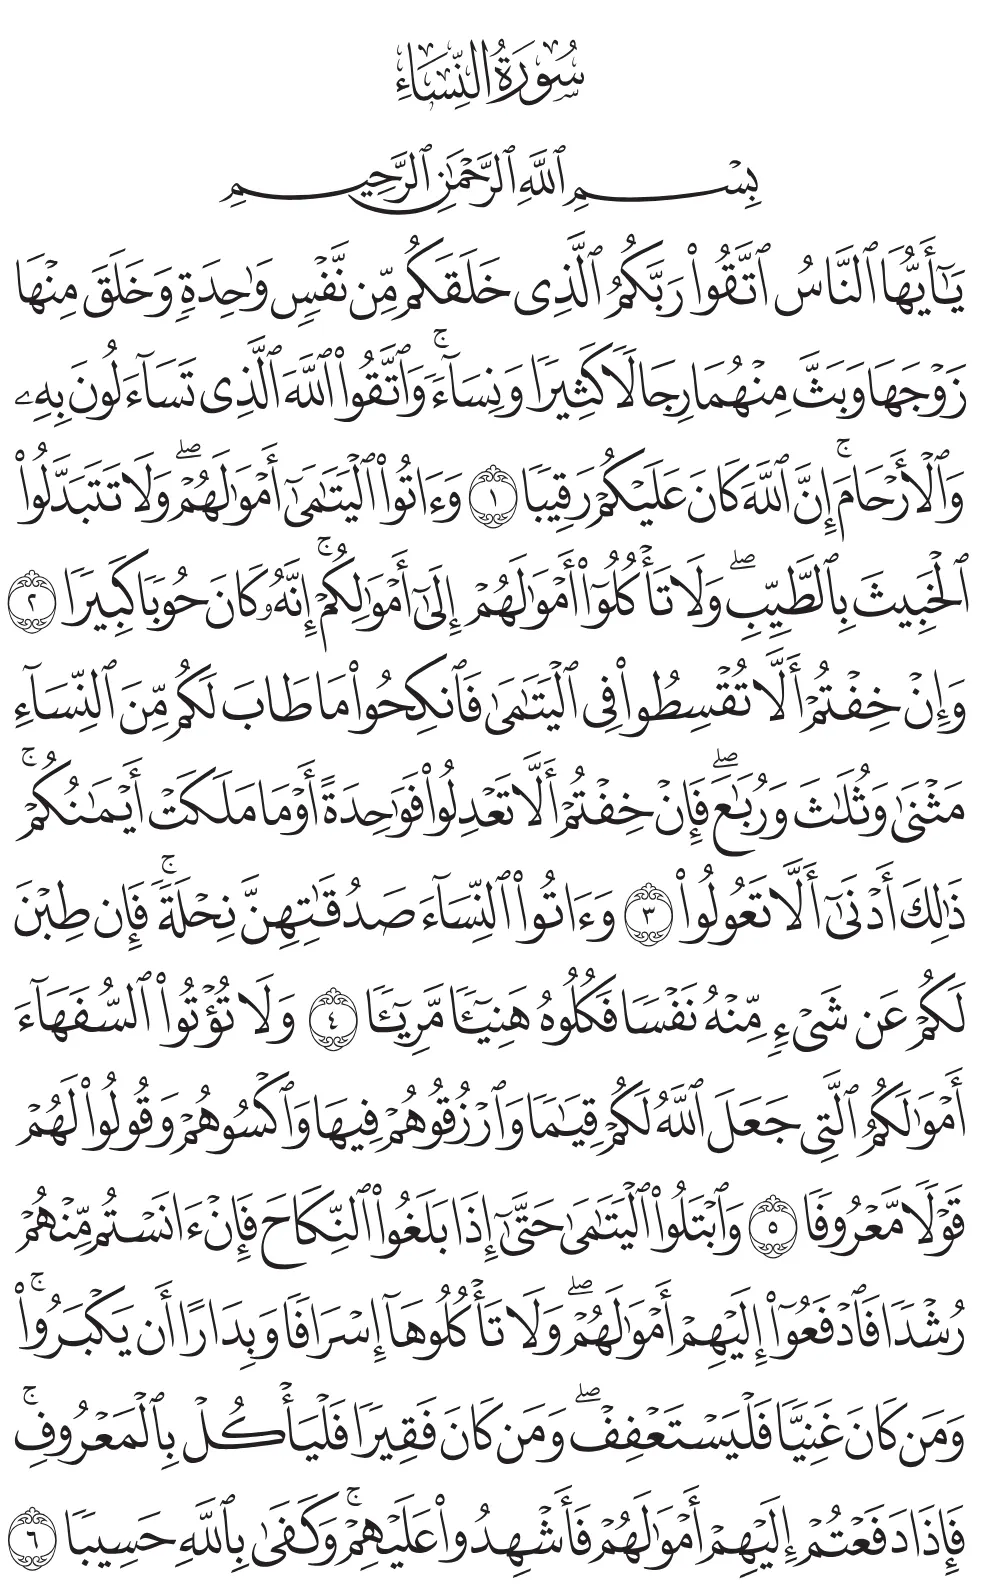 سُورَةُ النِّسَاءِ
بِسْمِ ٱللَّهِ ٱلرَّحْمَٰنِ ٱلرَّحِيمِ
يَٰٓأَيُّهَا ٱلنَّاسُ ٱتَّقُوا۟ رَبَّكُمُ ٱلَّذِى خَلَقَكُم مِّن نَّفْسٍ وَٰحِدَةٍ وَخَلَقَ مِنْهَا
زَوْجَهَا وَبَثَّ مِنْهُمَا رِجَالًا كَثِيرًا وَنِسَآءً ۚ وَٱتَّقُوا۟ ٱللَّهَ ٱلَّذِى تَسَآءَلُونَ بِهِۦ
وَٱلْأَرْحَامَ ۚ إِنَّ ٱللَّهَ كَانَ عَلَيْكُمْ رَقِيبًا ١ وَءَاتُوا۟ ٱلْيَتَٰمَىٰٓ أَمْوَٰلَهُمْ ۖ وَلَا تَتَبَدَّلُوا۟
ٱلْخَبِيثَ بِٱلطَّيِّبِ ۖ وَلَا تَأْكُلُوٓا۟ أَمْوَٰلَهُمْ إِلَىٰٓ أَمْوَٰلِكُمْ ۚ إِنَّهُۥ كَانَ حُوبًا كَبِيرًا ٢
وَإِنْ خِفْتُمْ أَلَّا تُقْسِطُوا۟ فِى ٱلْيَتَٰمَىٰ فَٱنكِحُوا۟ مَا طَابَ لَكُم مِّنَ ٱلنِّسَآءِ
مَثْنَىٰ وَثُلَٰثَ وَرُبَٰعَ ۖ فَإِنْ خِفْتُمْ أَلَّا تَعْدِلُوا۟ فَوَٰحِدَةً أَوْ مَا مَلَكَتْ أَيْمَٰنُكُمْ ۚ
ذَٰلِكَ أَدْنَىٰٓ أَلَّا تَعُولُوا۟ ٣ وَءَاتُوا۟ ٱلنِّسَآءَ صَدُقَٰتِهِنَّ نِحْلَةً ۚ فَإِن طِبْنَ
لَكُمْ عَن شَىْءٍ مِّنْهُ نَفْسًا فَكُلُوهُ هَنِيٓـًٔا مَّرِيٓـًٔا ٤ وَلَا تُؤْتُوا۟ ٱلسُّفَهَآءَ
أَمْوَٰلَكُمُ ٱلَّتِى جَعَلَ ٱللَّهُ لَكُمْ قِيَٰمًا وَٱرْزُقُوهُمْ فِيهَا وَٱكْسُوهُمْ وَقُولُوا۟ لَهُمْ
قَوْلًا مَّعْرُوفًا ٥ وَٱبْتَلُوا۟ ٱلْيَتَٰمَىٰ حَتَّىٰٓ إِذَا بَلَغُوا۟ ٱلنِّكَاحَ فَإِنْ ءَانَسْتُم مِّنْهُمْ
رُشْدًا فَٱدْفَعُوٓا۟ إِلَيْهِمْ أَمْوَٰلَهُمْ ۖ وَلَا تَأْكُلُوهَآ إِسْرَافًا وَبِدَارًا أَن يَكْبَرُوا۟ ۚ
وَمَن كَانَ غَنِيًّا فَلْيَسْتَعْفِفْ ۖ وَمَن كَانَ فَقِيرًا فَلْيَأْكُلْ بِٱلْمَعْرُوفِ ۚ
فَإِذَا دَفَعْتُمْ إِلَيْهِمْ أَمْوَٰلَهُمْ فَأَشْهِدُوا۟ عَلَيْهِمْ ۚ وَكَفَىٰ بِٱللَّهِ حَسِيبًا ٦